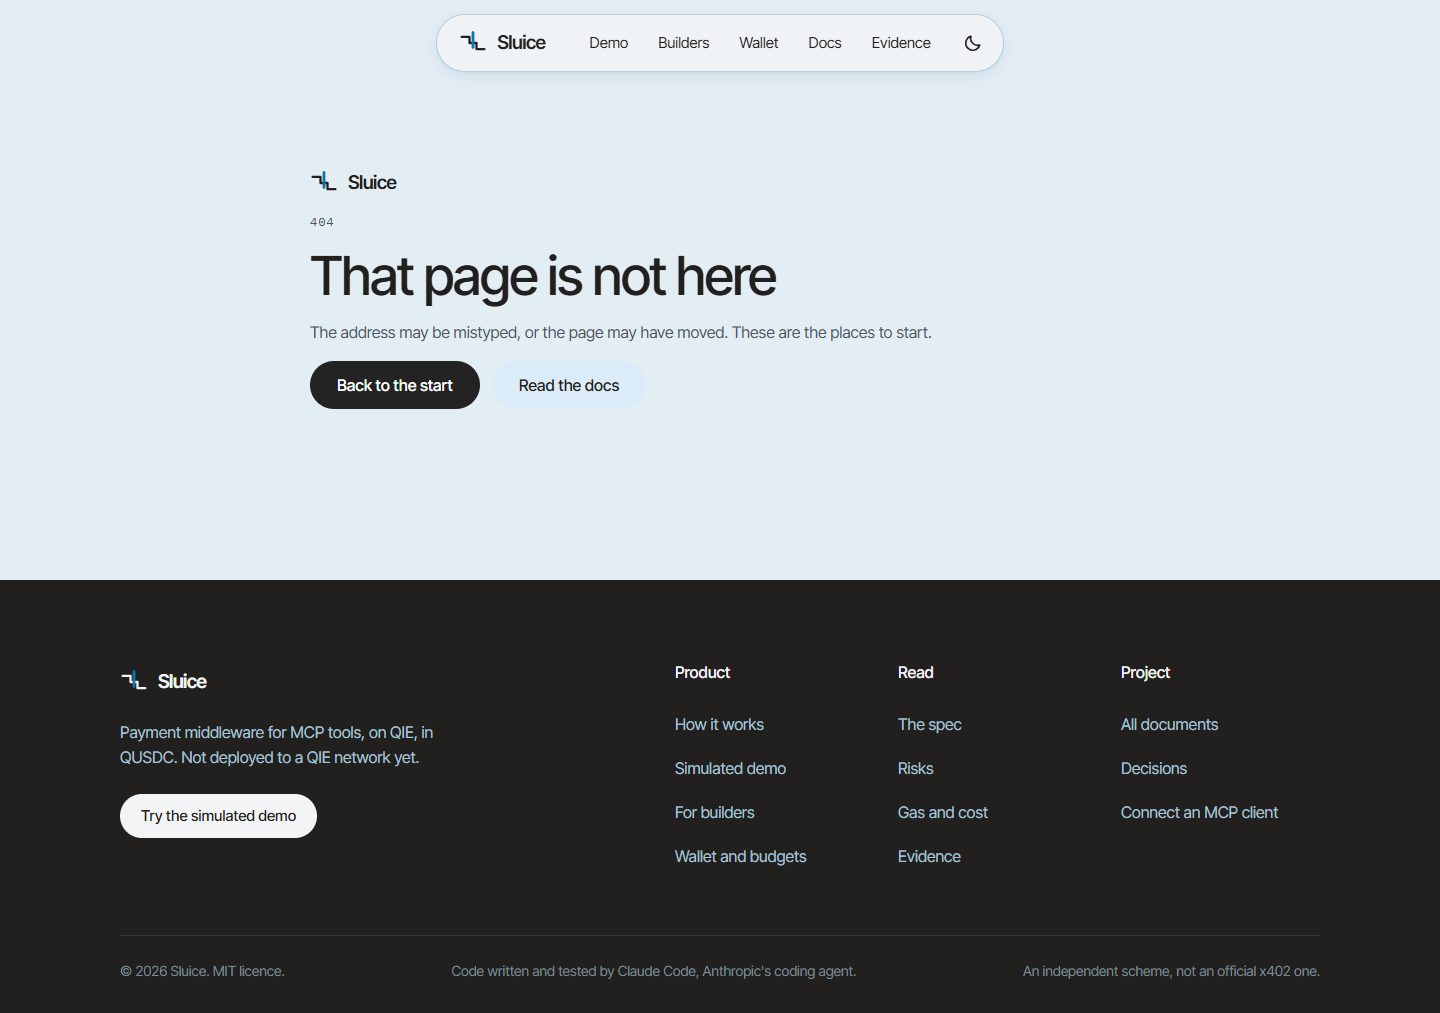 Sluice
Demo
Builders
Wallet
Docs
Evidence
Sluice
404
That page is not here
The address may be mistyped, or the page may have moved. These are the places to start.
Back to the start
Read the docs
Sluice
Payment middleware for MCP tools, on QIE, in
QUSDC. Not deployed to a QIE network yet.
Try the simulated demo
Product
How it works
Simulated demo
For builders
Wallet and budgets
Read
The spec
Risks
Gas and cost
Evidence
Project
All documents
Decisions
Connect an MCP client
© 2026 Sluice. MIT licence.
Code written and tested by Claude Code, Anthropic's coding agent.
An independent scheme, not an official x402 one.